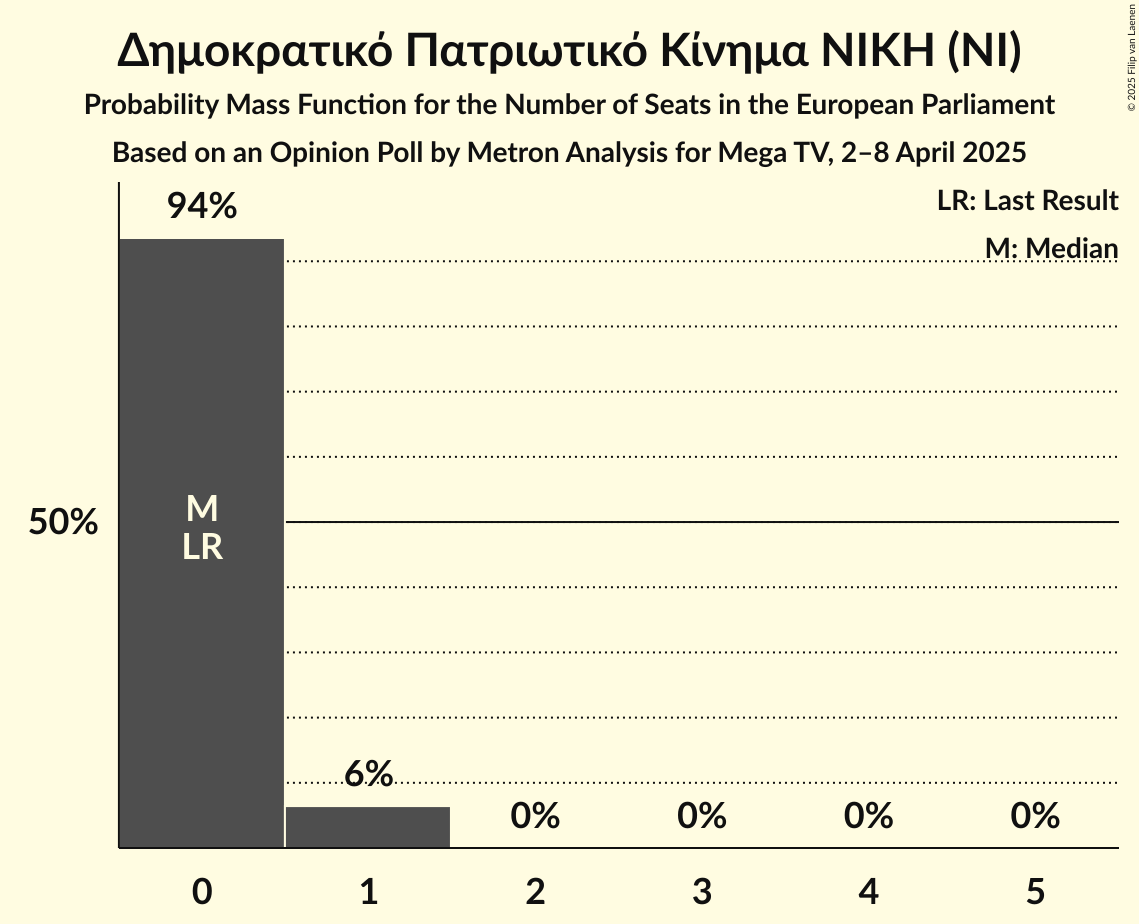 Δημοκρατικό Πατριωτικό Κίνημα ΝΙΚΗ (NI)
Probability Mass Function for the Number of Seats in the European Parliament
Based on an Opinion Poll by Metron Analysis for Mega TV, 2–8 April 2025
© 2025 Filip van Laenen
LR: Last Result
M: Median
94%
50%
M
LR
6%
0%
0%
0%
0%
0
1
2
3
4
5